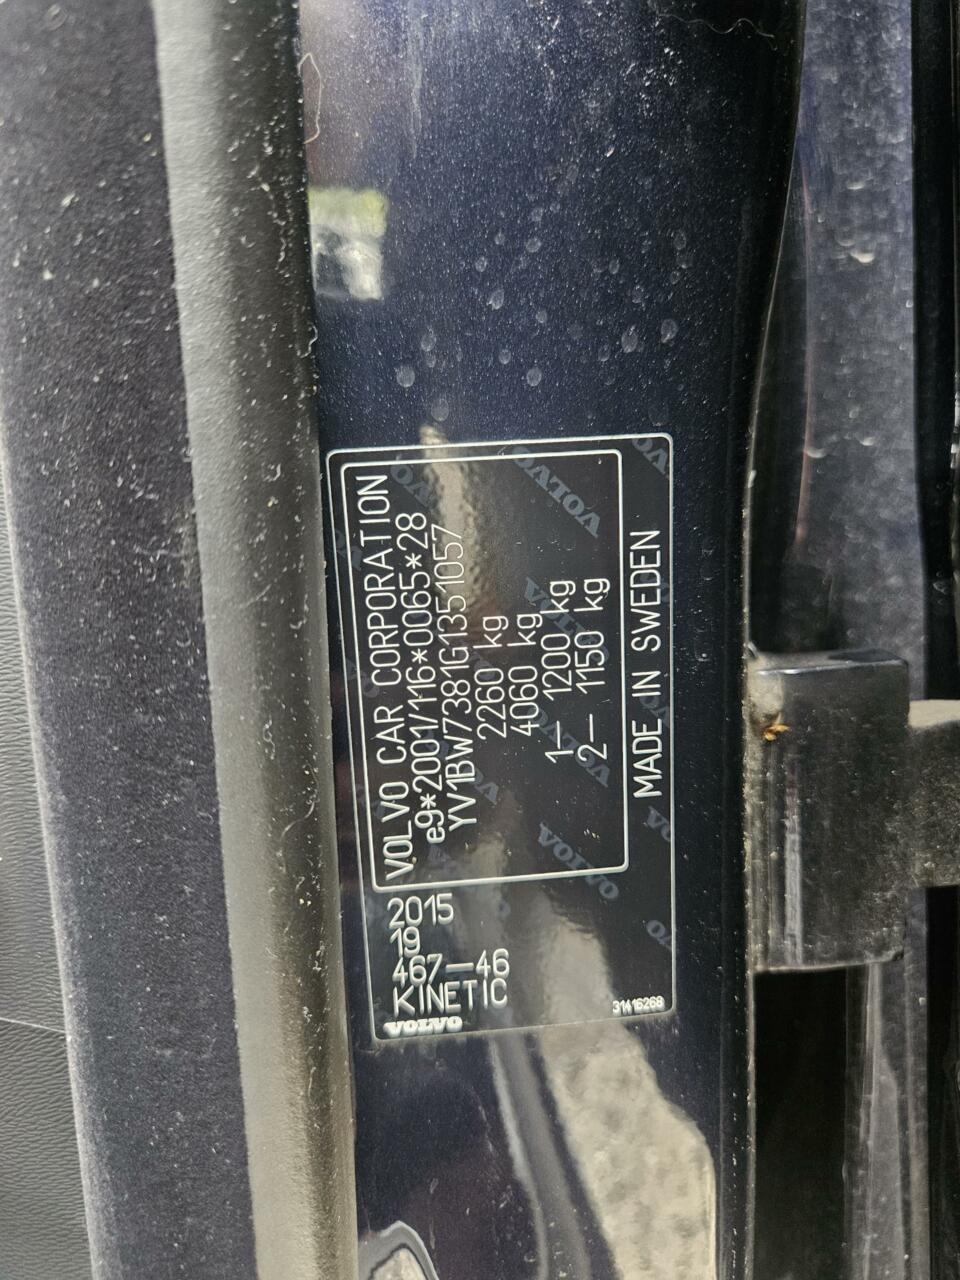 VOLVO CAR CORPORATION
e9*2001/116*0065*28
YV1BW7381G1351057
2260 kg
4060 kg
1— 1200 kg
2— 1150 kg
MADE IN SWEDEN
2015
19
467—46
KINETIC
VOLVO
31416268